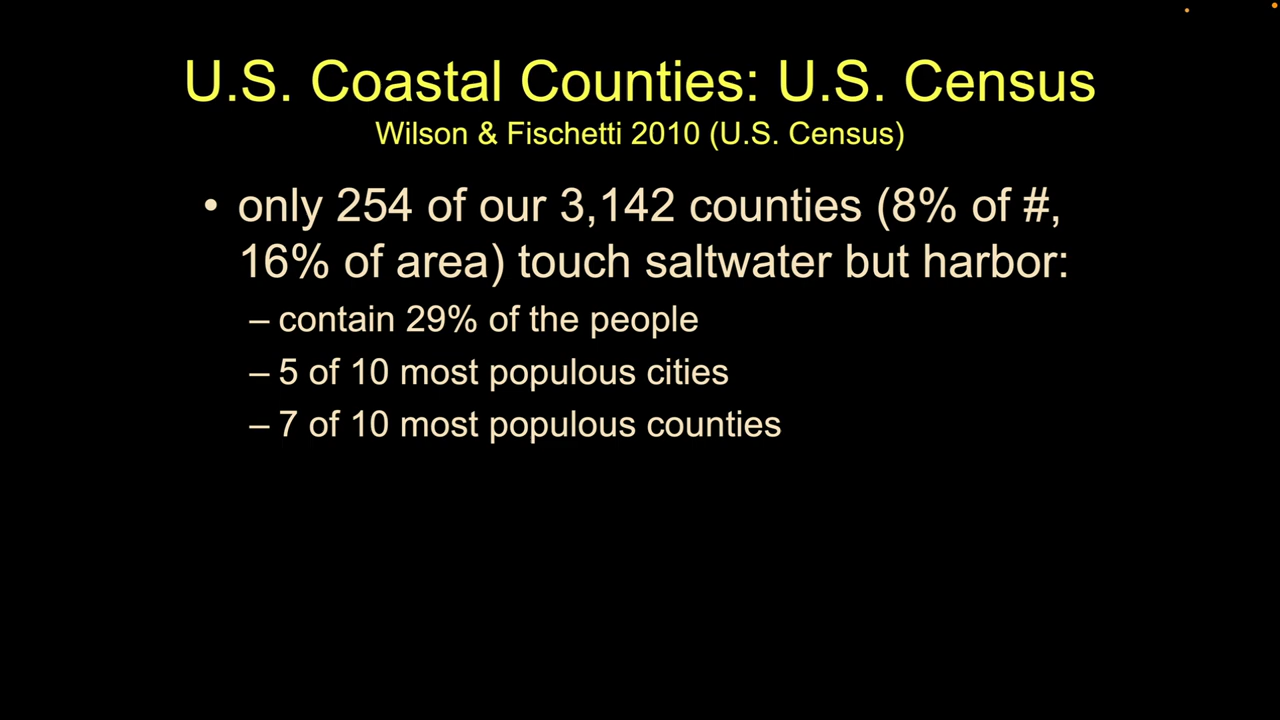 U.S. Coastal Counties: U.S. Census
Wilson & Fischetti 2010 (U.S. Census)
• only 254 of our 3,142 counties (8% of #,
16% of area) touch saltwater but harbor:
– contain 29% of the people
– 5 of 10 most populous cities
– 7 of 10 most populous counties